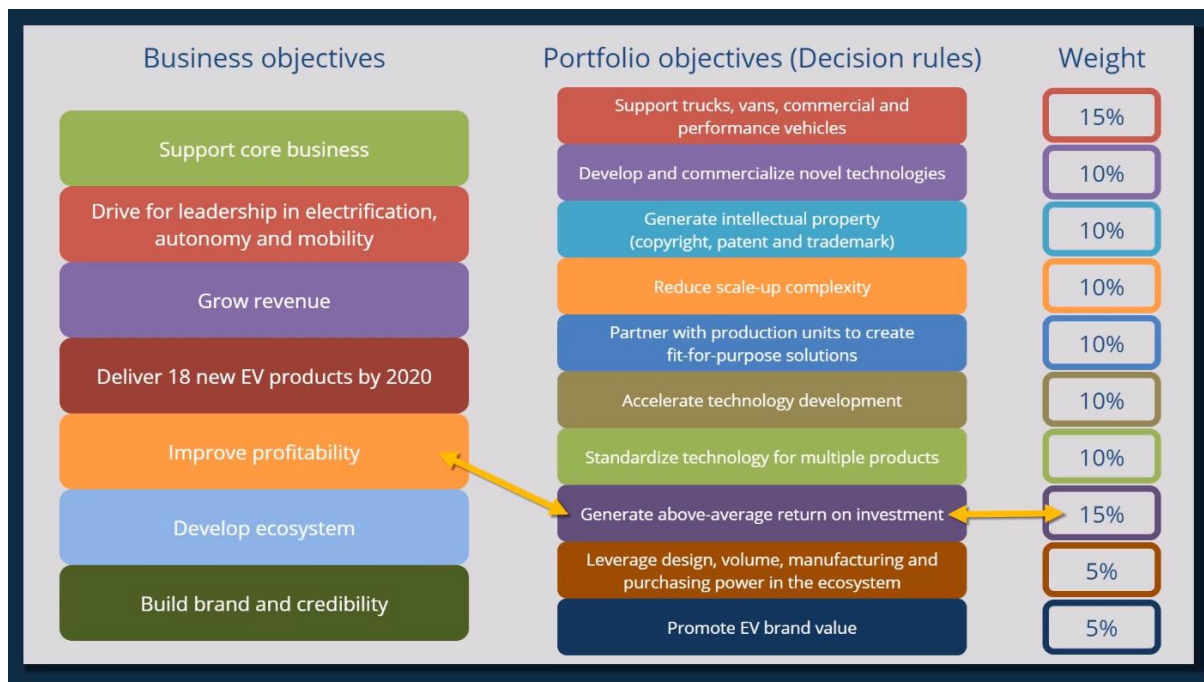 Business objectives
Support core business
Drive for leadership in electrification,
autonomy and mobility
Grow revenue
Deliver 18 new EV products by 2020
Improve profitability
Develop ecosystem
Build brand and credibility
Portfolio objectives (Decision rules)
Weight
Support trucks, vans, commercial and
performance vehicles
15%
Develop and commercialize novel technologies
10%
Generate intellectual property
(copyright, patent and trademark)
10%
Reduce scale-up complexity
10%
Partner with production units to create
fit-for-purpose solutions
10%
Accelerate technology development
10%
Standardize technology for multiple products
10%
Generate above-average return on investment
15%
Leverage design, volume, manufacturing and
purchasing power in the ecosystem
5%
Promote EV brand value
5%